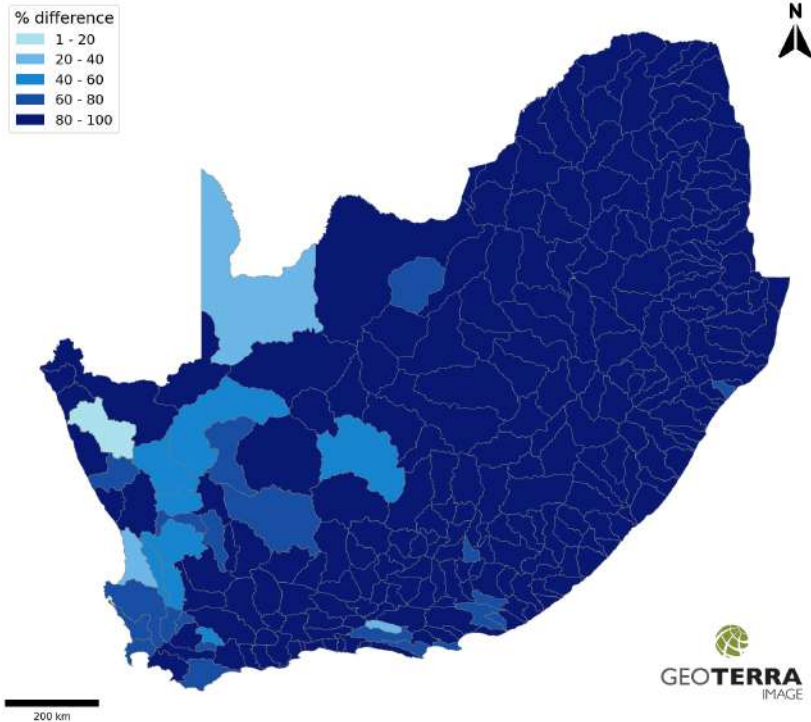 % difference
1 - 20
20 - 40
40 - 60
60 - 80
80 - 100
N
GEOTERRA
IMAGE
200 km